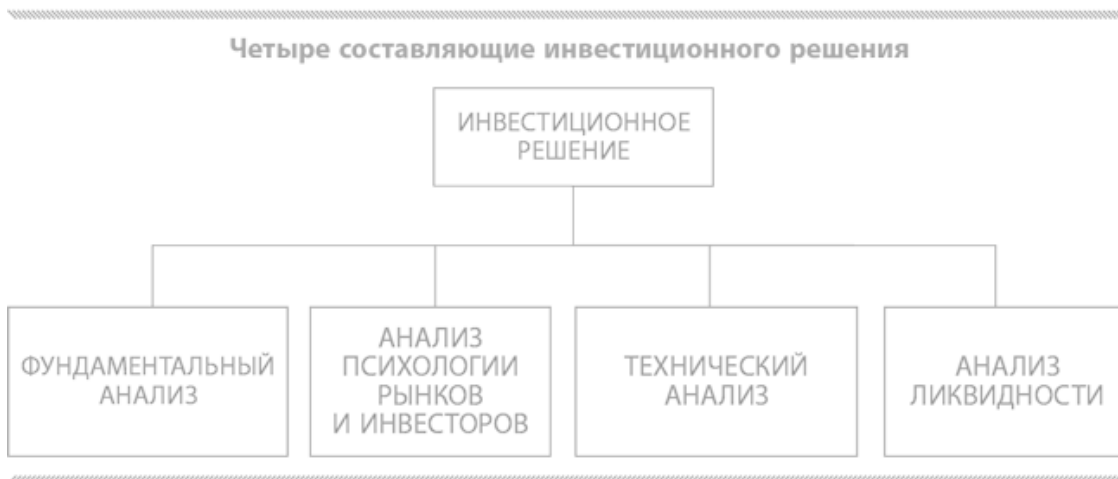 Четыре составляющие инвестиционного решения
ИНВЕСТИЦИОННОЕ
РЕШЕНИЕ
ФУНДАМЕНТАЛЬНЫЙ
АНАЛИЗ
АНАЛИЗ
ПСИХОЛОГИИ
РЫНКОВ
И ИНВЕСТОРОВ
ТЕХНИЧЕСКИЙ
АНАЛИЗ
АНАЛИЗ
ЛИКВИДНОСТИ